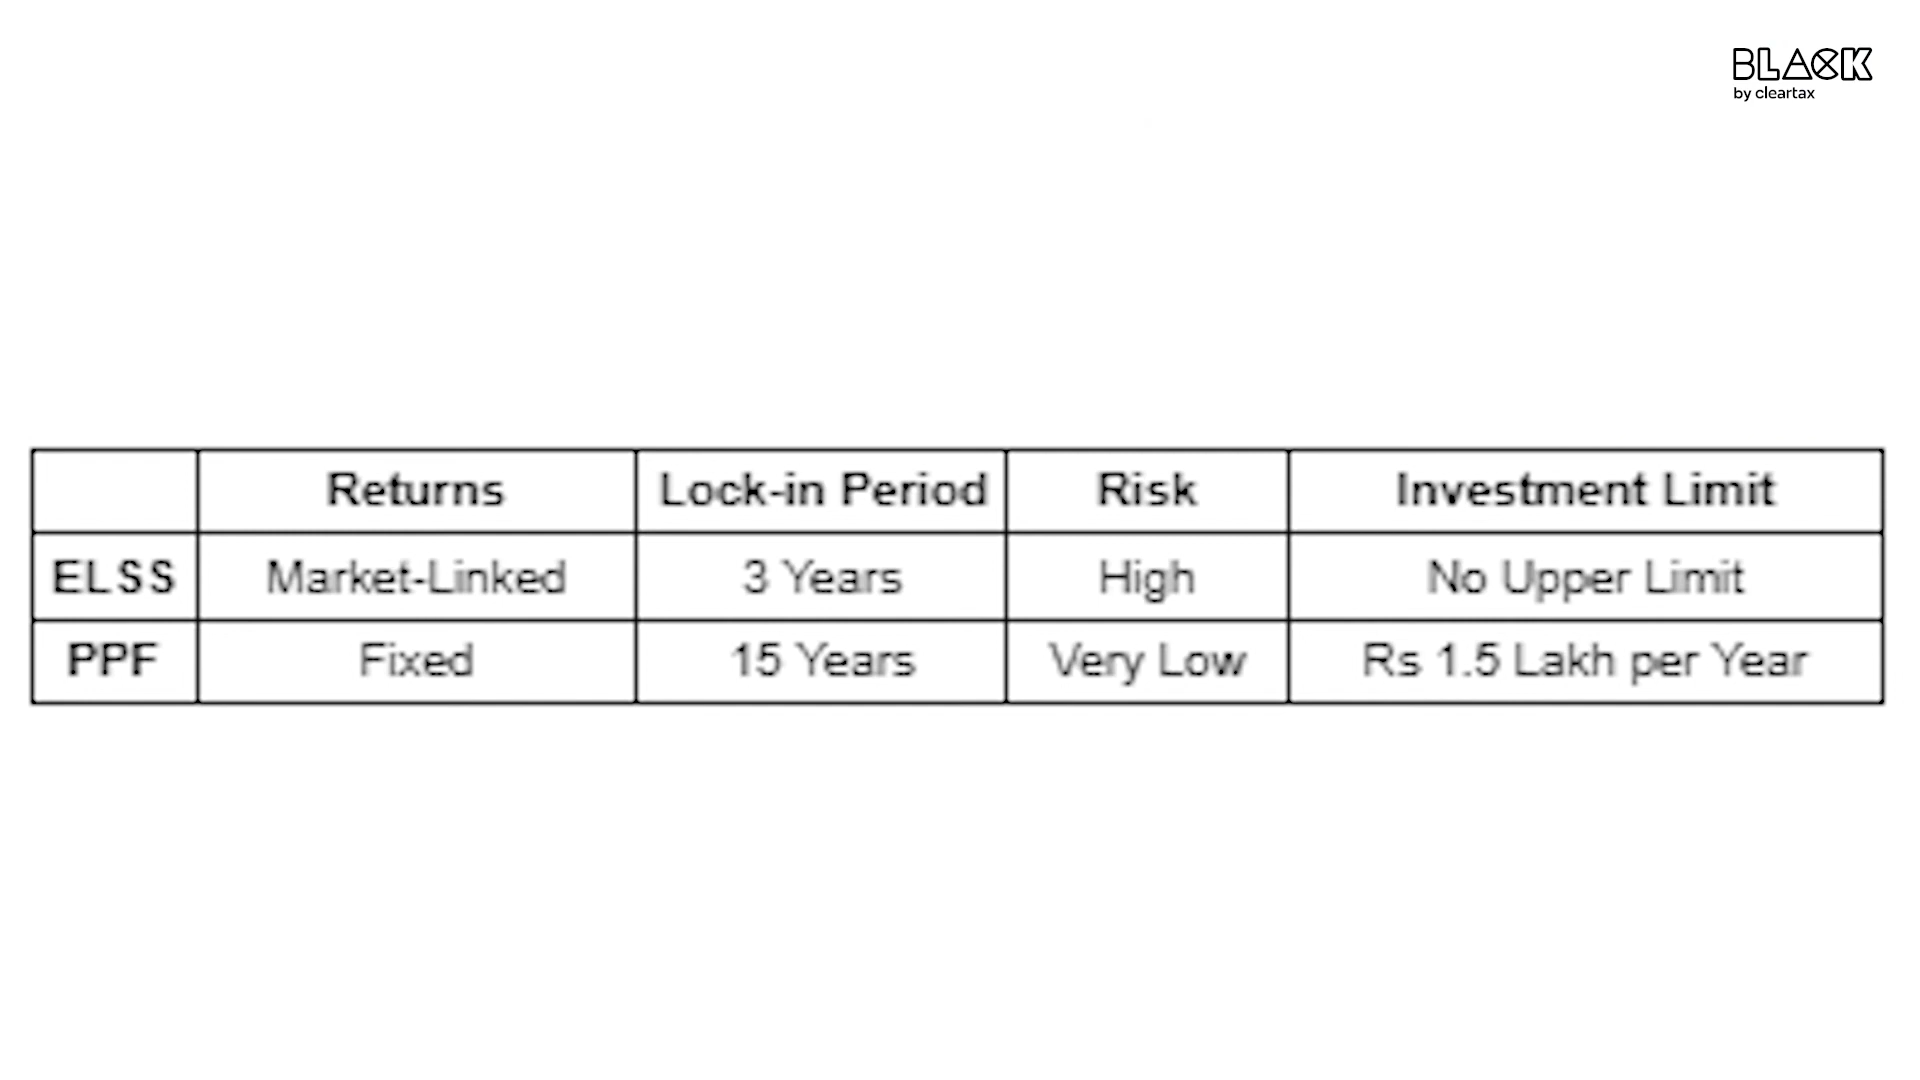 BLACK
by cleartax
Returns Lock-in Period Risk Investment Limit
ELSS Market-Linked 3 Years High No Upper Limit
PPF Fixed 15 Years Very Low Rs 1.5 Lakh per Year